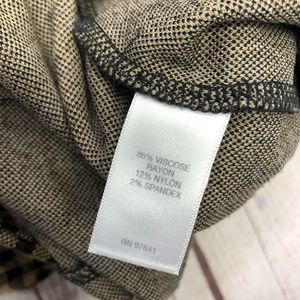 86% VISCOSE
RAYON
12% NYLON
2% SPANDEX
RN 97641